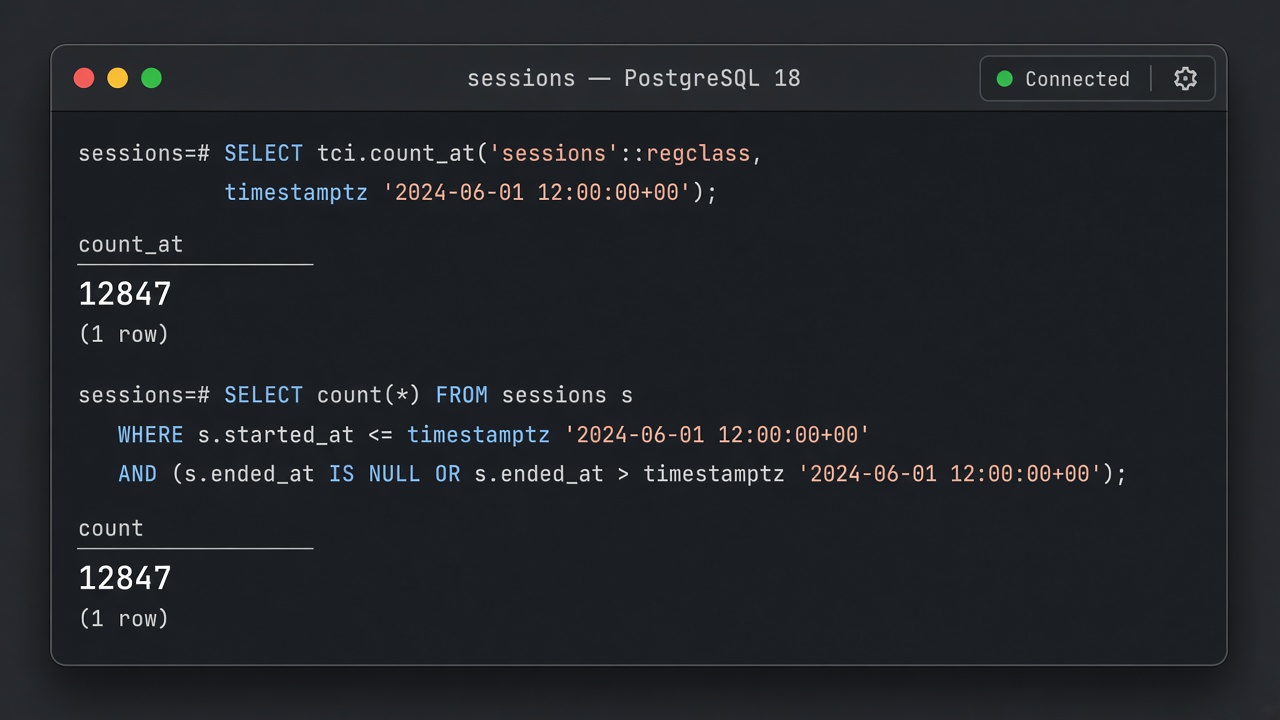 sessions — PostgreSQL 18
Connected
sessions=# SELECT tci.count_at('sessions'::regclass,
timestamptz '2024-06-01 12:00:00+00');
count_at
12847
(1 row)
sessions=# SELECT count(*) FROM sessions s
WHERE s.started_at <= timestamptz '2024-06-01 12:00:00+00'
AND (s.ended_at IS NULL OR s.ended_at > timestamptz '2024-06-01 12:00:00+00');
count
12847
(1 row)